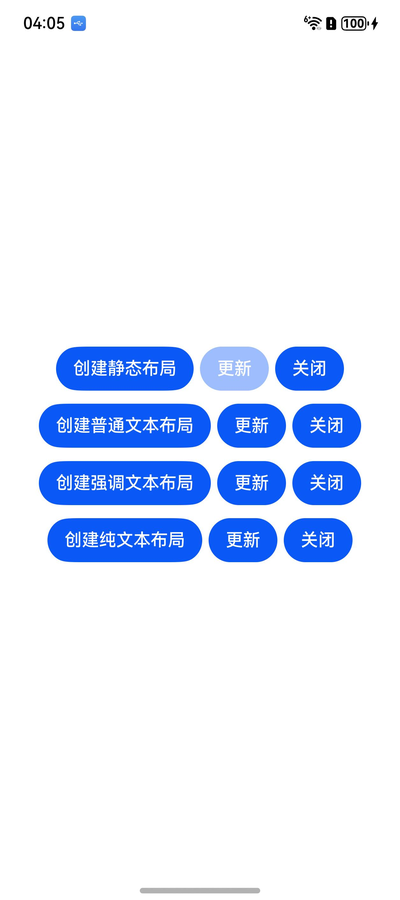 04:05 6+ 100
创建静态布局 更新 关闭
创建普通文本布局 更新 关闭
创建强调文本布局 更新 关闭
创建纯文本布局 更新 关闭